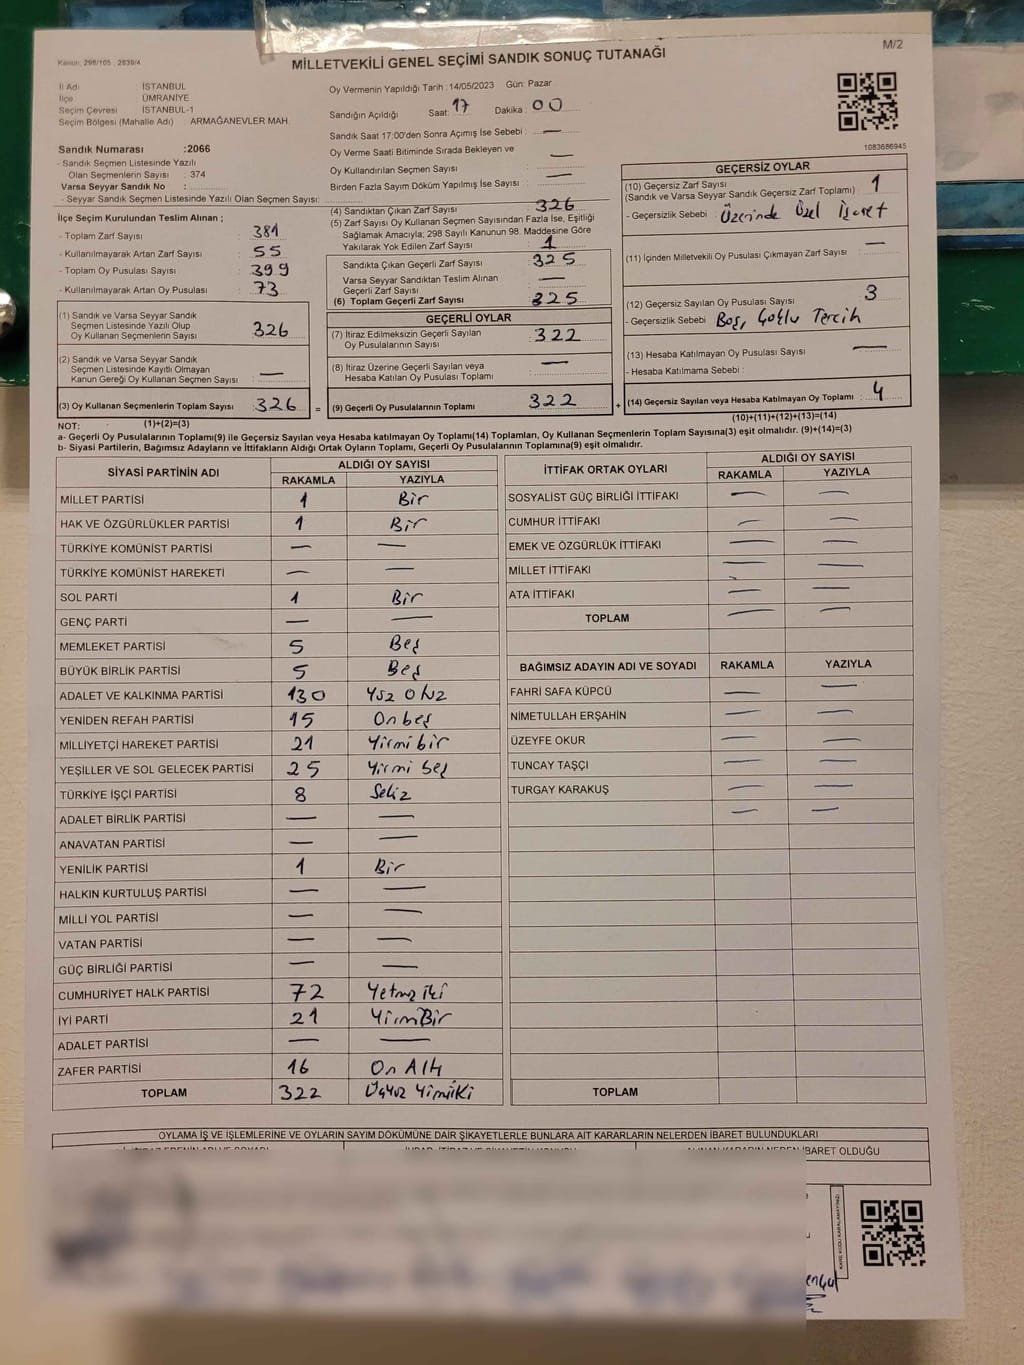 Kanun: 298/105 , 2839/4
M/2
MİLLETVEKİLİ GENEL SEÇİMİ SANDIK SONUÇ TUTANAĞI
İl Adı İSTANBUL
İlçe ÜMRANİYE
Seçim Çevresi İSTANBUL-1
Seçim Bölgesi (Mahalle Adı) : ARMAĞANEVLER MAH.
Sandık Numarası :2066
- Sandık Seçmen Listesinde Yazılı
Olan Seçmenlerin Sayısı : 374
Varsa Seyyar Sandık No :
- Seyyar Sandık Seçmen Listesinde Yazılı Olan Seçmen Sayısı:
Oy Vermenin Yapıldığı Tarih :14/05/2023 Gün: Pazar
Sandığın Açıldığı Saat: 17 Dakika : 00
Sandık Saat 17:00'den Sonra Açımış İse Sebebi : —
Oy Verme Saati Bitiminde Sırada Bekleyen ve
Oy Kullandırılan Seçmen Sayısı : —
Birden Fazla Sayım Döküm Yapılmış İse Sayısı : —
1083686945
İlçe Seçim Kurulundan Teslim Alınan ;
- Toplam Zarf Sayısı : 381
- Kullanılmayarak Artan Zarf Sayısı : 55
- Toplam Oy Pusulası Sayısı : 399
- Kullanılmayarak Artan Oy Pusulası : 73
(1) Sandık ve Varsa Seyyar Sandık
Seçmen Listesinde Yazılı Olup
Oy Kullanan Seçmenlerin Sayısı : 326
(2) Sandık ve Varsa Seyyar Sandık
Seçmen Listesinde Kayıtlı Olmayan
Kanun Gereği Oy Kullanan Seçmen Sayısı : —
(3) Oy Kullanan Seçmenlerin Toplam Sayısı : 326 =
(1)+(2)=(3)
(4) Sandıktan Çıkan Zarf Sayısı : 326
(5) Zarf Sayısı Oy Kullanan Seçmen Sayısından Fazla İse, Eşitliği
Sağlamak Amacıyla; 298 Sayılı Kanunun 98. Maddesine Göre
Yakılarak Yok Edilen Zarf Sayısı : 1
Sandıkta Çıkan Geçerli Zarf Sayısı : 325
Varsa Seyyar Sandıktan Teslim Alınan
Geçerli Zarf Sayısı : —
(6) Toplam Geçerli Zarf Sayısı : 325
GEÇERLİ OYLAR
(7) İtiraz Edilmeksizin Geçerli Sayılan
Oy Pusulalarının Sayısı : 322
(8) İtiraz Üzerine Geçerli Sayılan veya
Hesaba Katılan Oy Pusulası Toplamı : —
(9) Geçerli Oy Pusulalarının Toplamı : 322 +
GEÇERSİZ OYLAR
(10) Geçersiz Zarf Sayısı
(Sandık ve Varsa Seyyar Sandık Geçersiz Zarf Toplamı) : 1
- Geçersizlik Sebebi : Üzerinde Özel İşaret
(11) İçinden Milletvekili Oy Pusulası Çıkmayan Zarf Sayısı : —
(12) Geçersiz Sayılan Oy Pusulası Sayısı : 3
- Geçersizlik Sebebi : Boş, Çoklu Tercih
(13) Hesaba Katılmayan Oy Pusulası Sayısı : —
- Hesaba Katılmama Sebebi :
(14) Geçersiz Sayılan veya Hesaba Katılmayan Oy Toplamı : 4
(10)+(11)+(12)+(13)=(14)
NOT:
a- Geçerli Oy Pusulalarının Toplamı(9) ile Geçersiz Sayılan veya Hesaba katılmayan Oy Toplamı(14) Toplamları, Oy Kullanan Seçmenlerin Toplam Sayısına(3) eşit olmalıdır. (9)+(14)=(3)
b- Siyasi Partilerin, Bağımsız Adayların ve İttifakların Aldığı Ortak Oyların Toplamı, Geçerli Oy Pusulalarının Toplamına(9) eşit olmalıdır.
SİYASİ PARTİNİN ADI ALDIĞI OY SAYISI
RAKAMLA YAZIYLA
MİLLET PARTİSİ 1 Bir
HAK VE ÖZGÜRLÜKLER PARTİSİ 1 Bir
TÜRKİYE KOMÜNİST PARTİSİ — —
TÜRKİYE KOMÜNİST HAREKETİ — —
SOL PARTİ 1 Bir
GENÇ PARTİ — —
MEMLEKET PARTİSİ 5 Beş
BÜYÜK BİRLİK PARTİSİ 5 Beş
ADALET VE KALKINMA PARTİSİ 130 Yüz Otuz
YENİDEN REFAH PARTİSİ 15 Onbeş
MİLLİYETÇİ HAREKET PARTİSİ 21 Yirmi bir
YEŞİLLER VE SOL GELECEK PARTİSİ 25 Yirmi beş
TÜRKİYE İŞÇİ PARTİSİ 8 Sekiz
ADALET BİRLİK PARTİSİ — —
ANAVATAN PARTİSİ — —
YENİLİK PARTİSİ 1 Bir
HALKIN KURTULUŞ PARTİSİ — —
MİLLİ YOL PARTİSİ — —
VATAN PARTİSİ — —
GÜÇ BİRLİĞİ PARTİSİ — —
CUMHURİYET HALK PARTİSİ 72 Yetmiş iki
İYİ PARTİ 21 YirmiBir
ADALET PARTİSİ — —
ZAFER PARTİSİ 16 On Altı
TOPLAM 322 Üçyüz Yirmiiki
İTTİFAK ORTAK OYLARI ALDIĞI OY SAYISI
RAKAMLA YAZIYLA
SOSYALİST GÜÇ BİRLİĞİ İTTİFAKI — —
CUMHUR İTTİFAKI — —
EMEK VE ÖZGÜRLÜK İTTİFAKI — —
MİLLET İTTİFAKI — —
ATA İTTİFAKI — —
TOPLAM — —
BAĞIMSIZ ADAYIN ADI VE SOYADI RAKAMLA YAZIYLA
FAHRİ SAFA KÜPCÜ — —
NİMETULLAH ERŞAHİN — —
ÜZEYFE OKUR — —
TUNCAY TAŞÇİ — —
TURGAY KARAKUŞ — —
— —
TOPLAM
OYLAMA İŞ VE İŞLEMLERİNE VE OYLARIN SAYIM DÖKÜMÜNE DAİR ŞİKAYETLERLE BUNLARA AİT KARARLARIN NELERDEN İBARET BULUNDUKLARI
İBARET OLDUĞU